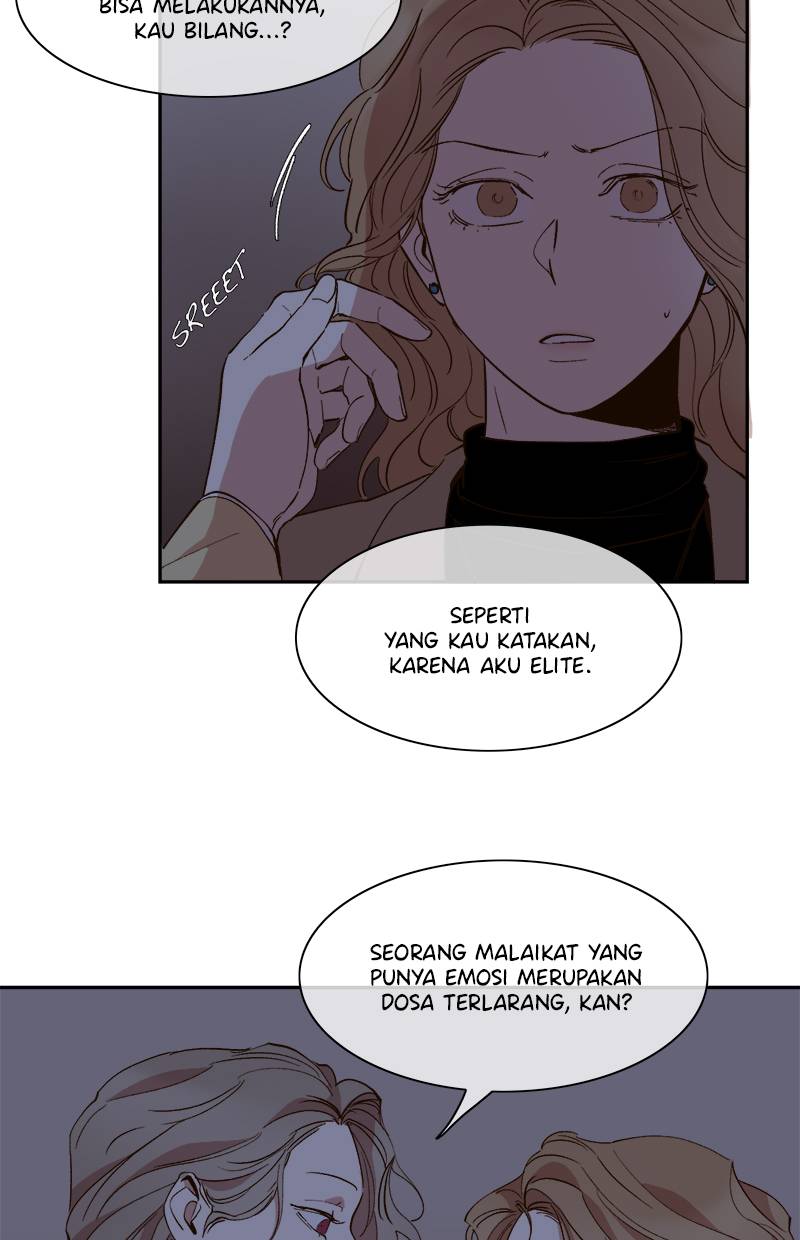 BISA MELAKUKANNYA,
KAU BILANG...?
SREEET
SEPERTI
YANG KAU KATAKAN,
KARENA AKU ELITE.
SEORANG MALAIKAT YANG
PUNYA EMOSI MERUPAKAN
DOSA TERLARANG, KAN?